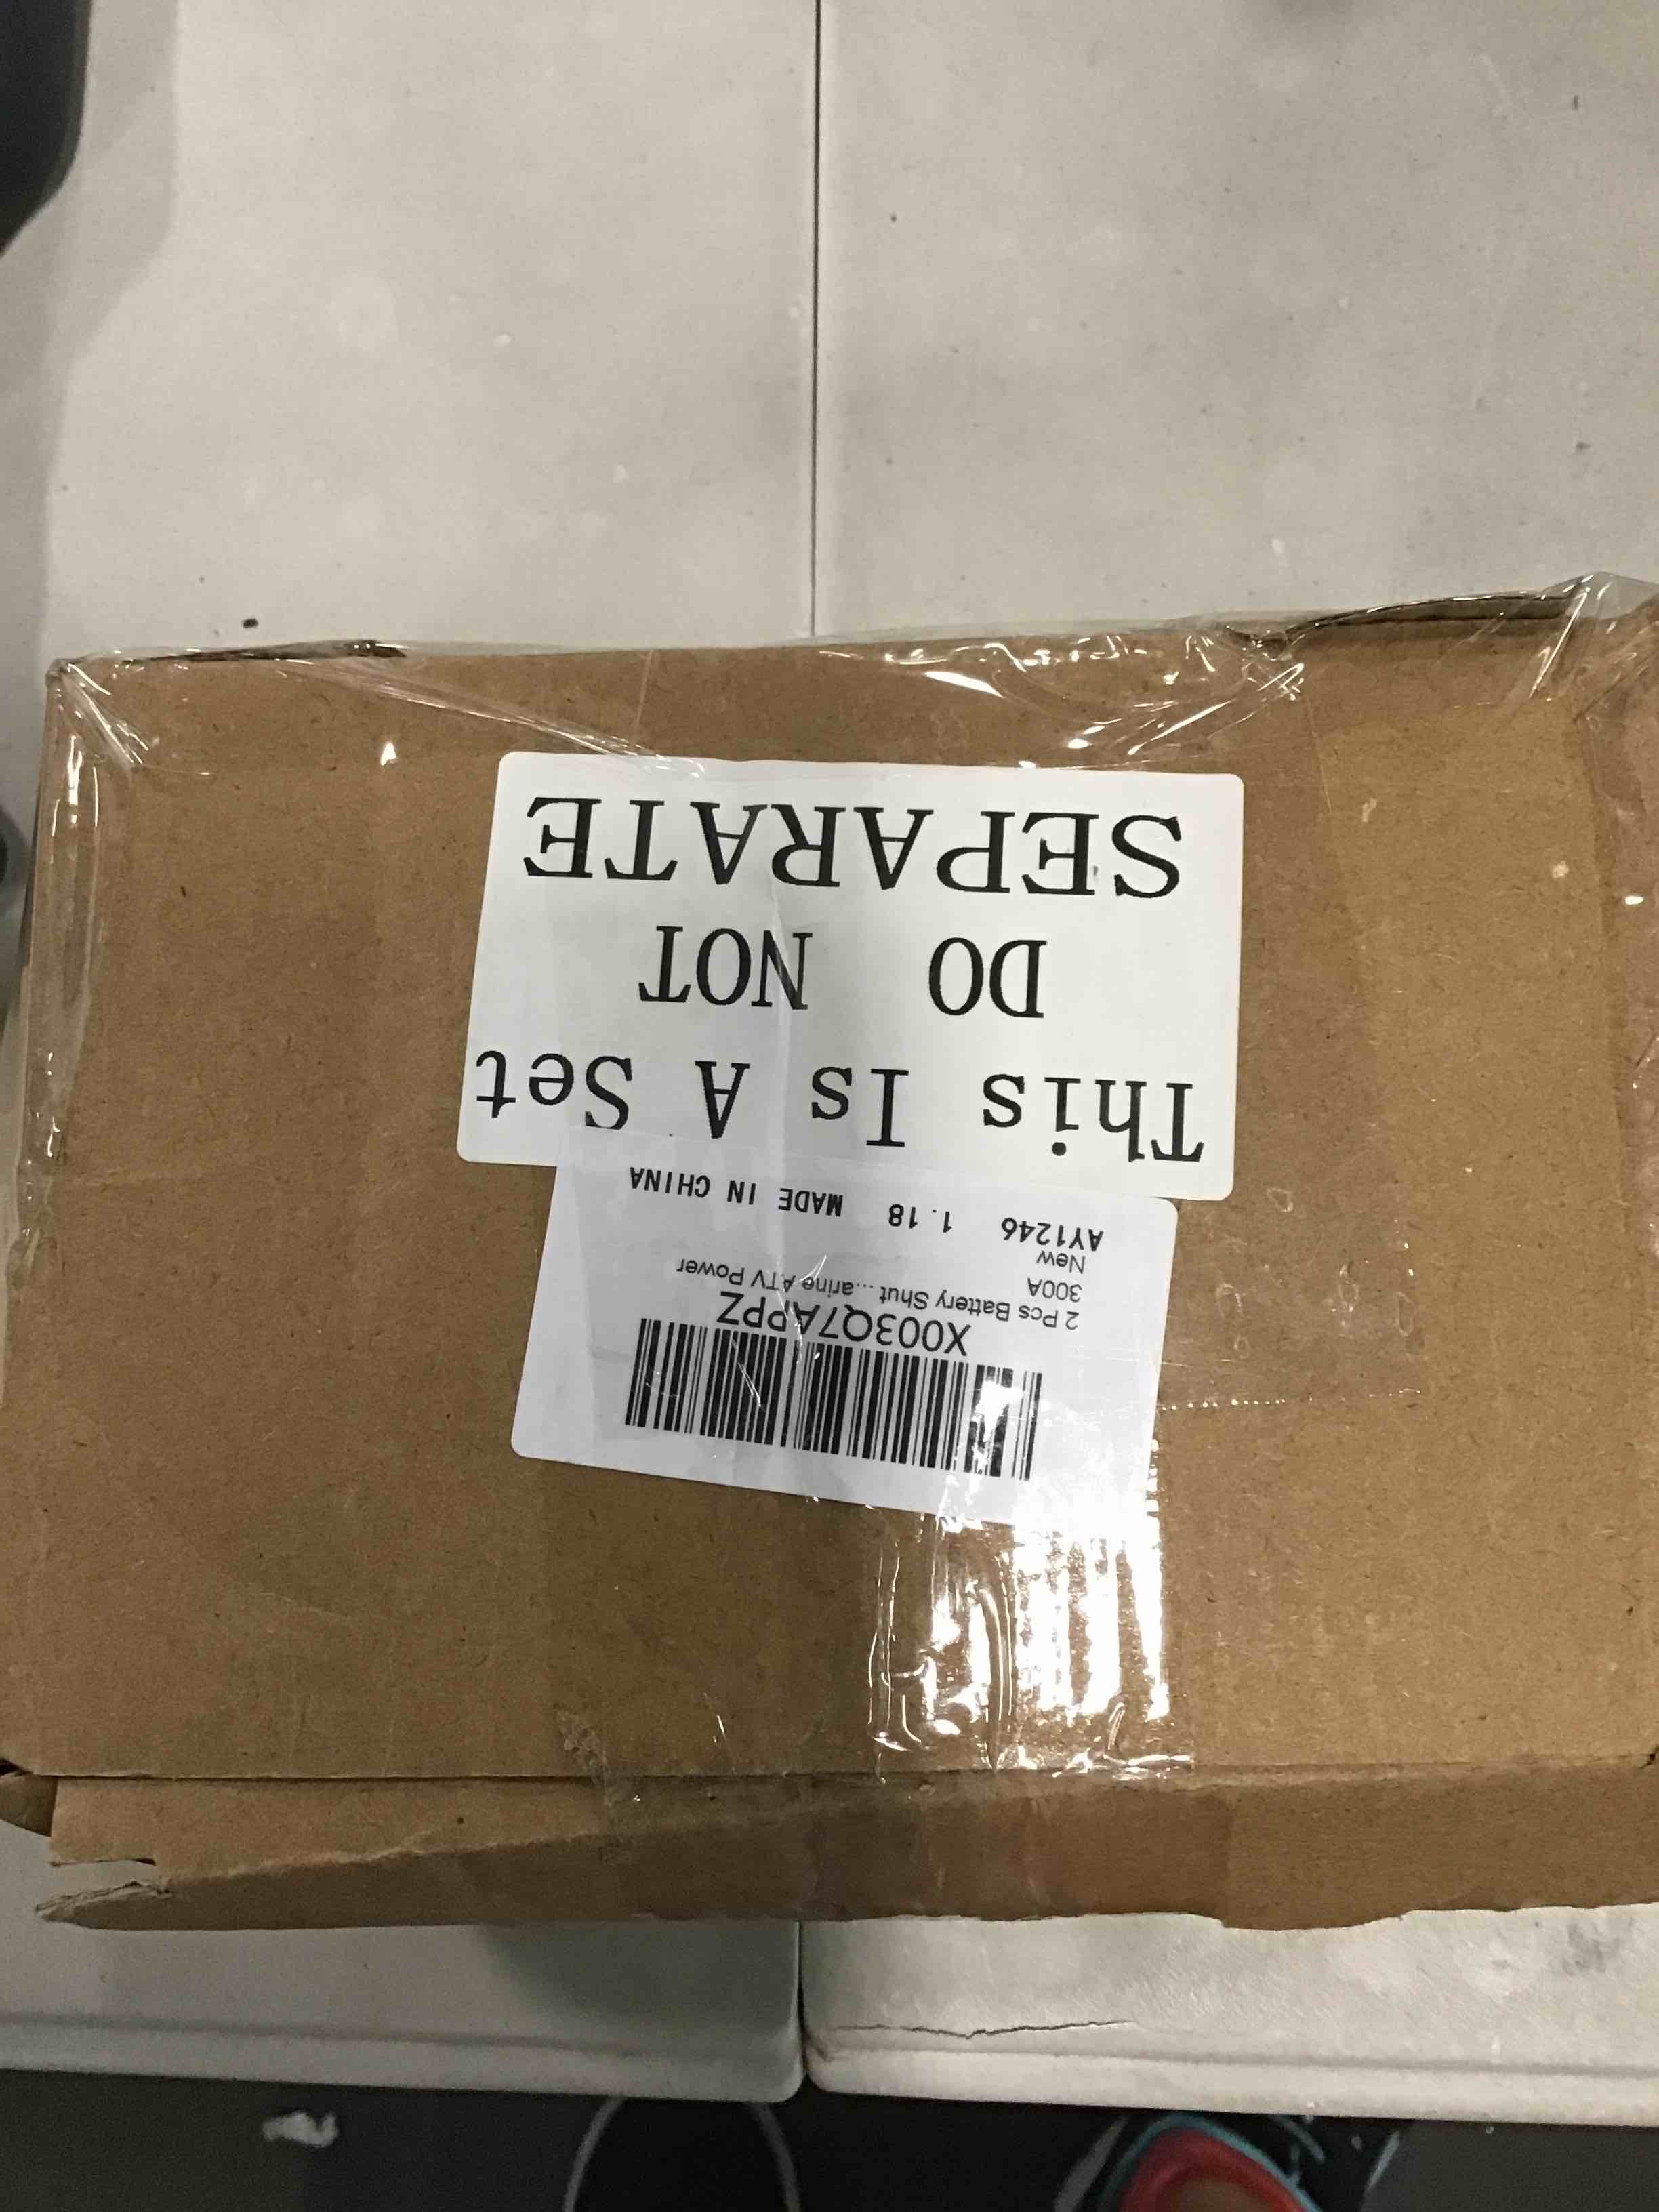 X003Q7APPZ
2 Pcs Battery Shut...arine ATV Power
300A
New
AY1246 1.18 MADE IN CHINA
This Is A Set
DO NOT
SEPARATE